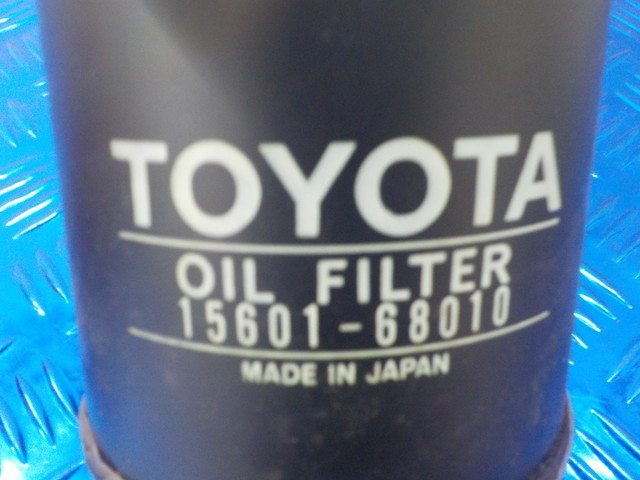 TOYOTA
OIL FILTER
15601-68010
MADE IN JAPAN